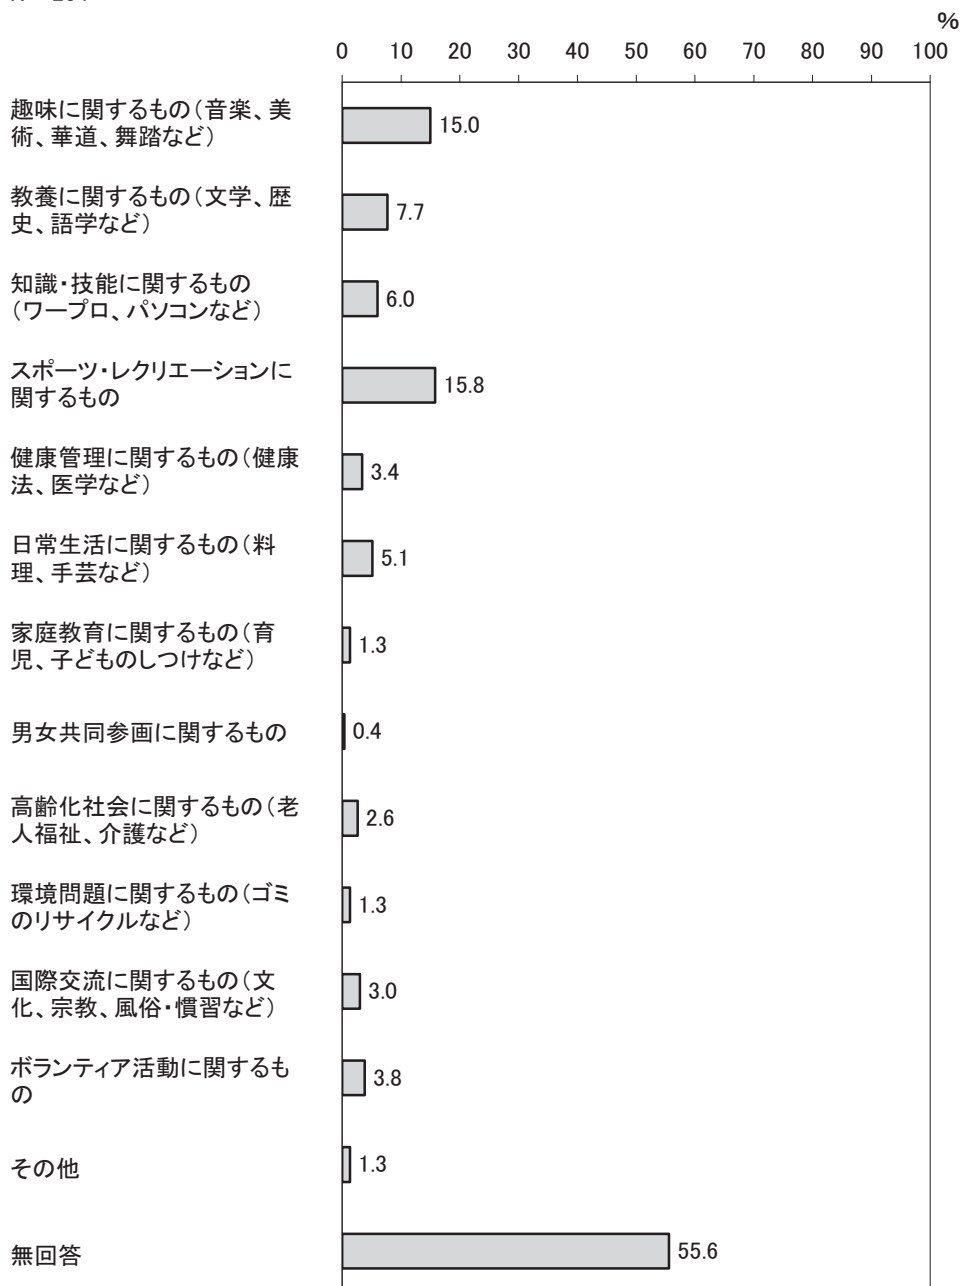 %
0 10 20 30 40 50 60 70 80 90 100
趣味に関するもの（音楽、美
術、華道、舞踏など）
15.0
教養に関するもの（文学、歴
史、語学など）
7.7
知識・技能に関するもの
（ワープロ、パソコンなど）
6.0
スポーツ・レクリエーションに
関するもの
15.8
健康管理に関するもの（健康
法、医学など）
3.4
日常生活に関するもの（料
理、手芸など）
5.1
家庭教育に関するもの（育
児、子どものしつけなど）
1.3
男女共同参画に関するもの
0.4
高齢化社会に関するもの（老
人福祉、介護など）
2.6
環境問題に関するもの（ゴミ
のリサイクルなど）
1.3
国際交流に関するもの（文
化、宗教、風俗・慣習など）
3.0
ボランティア活動に関するも
の
3.8
その他
1.3
無回答
55.6